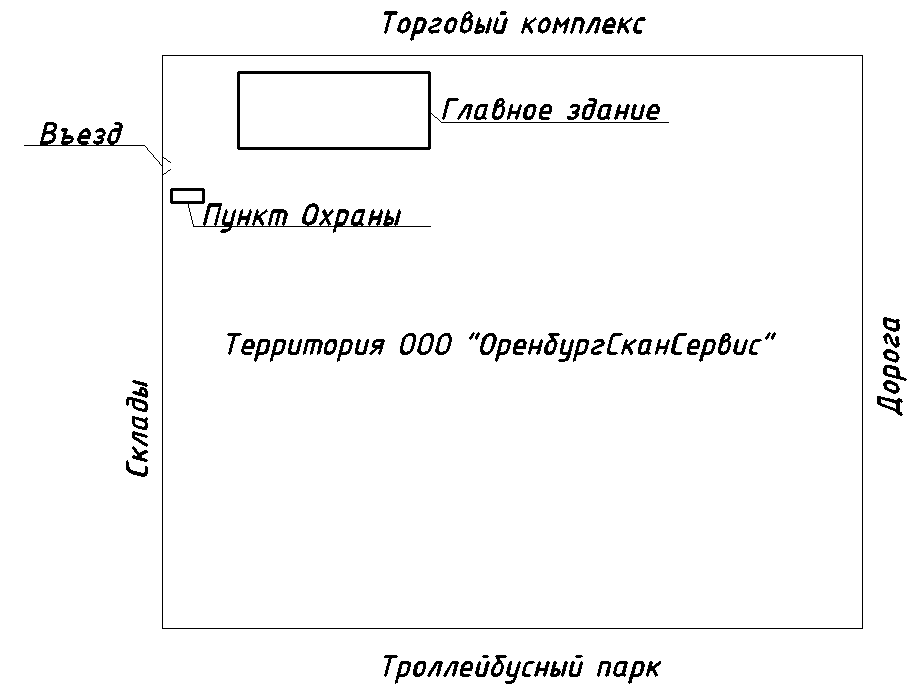 Торговый комплекс
Главное здание
Въезд
Пункт Охраны
Территория ООО "ОренбургСканСервис"
Дорога
Склады
Троллейбусный парк